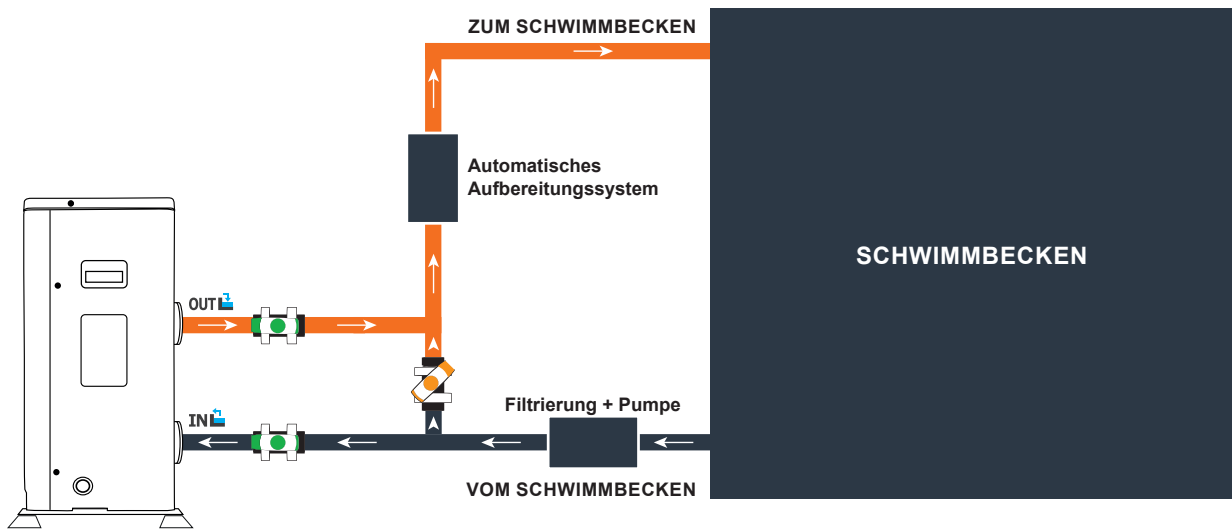 ZUM SCHWIMMBECKEN
Automatisches
Aufbereitungssystem
SCHWIMMBECKEN
OUT
IN
Filtrierung + Pumpe
VOM SCHWIMMBECKEN